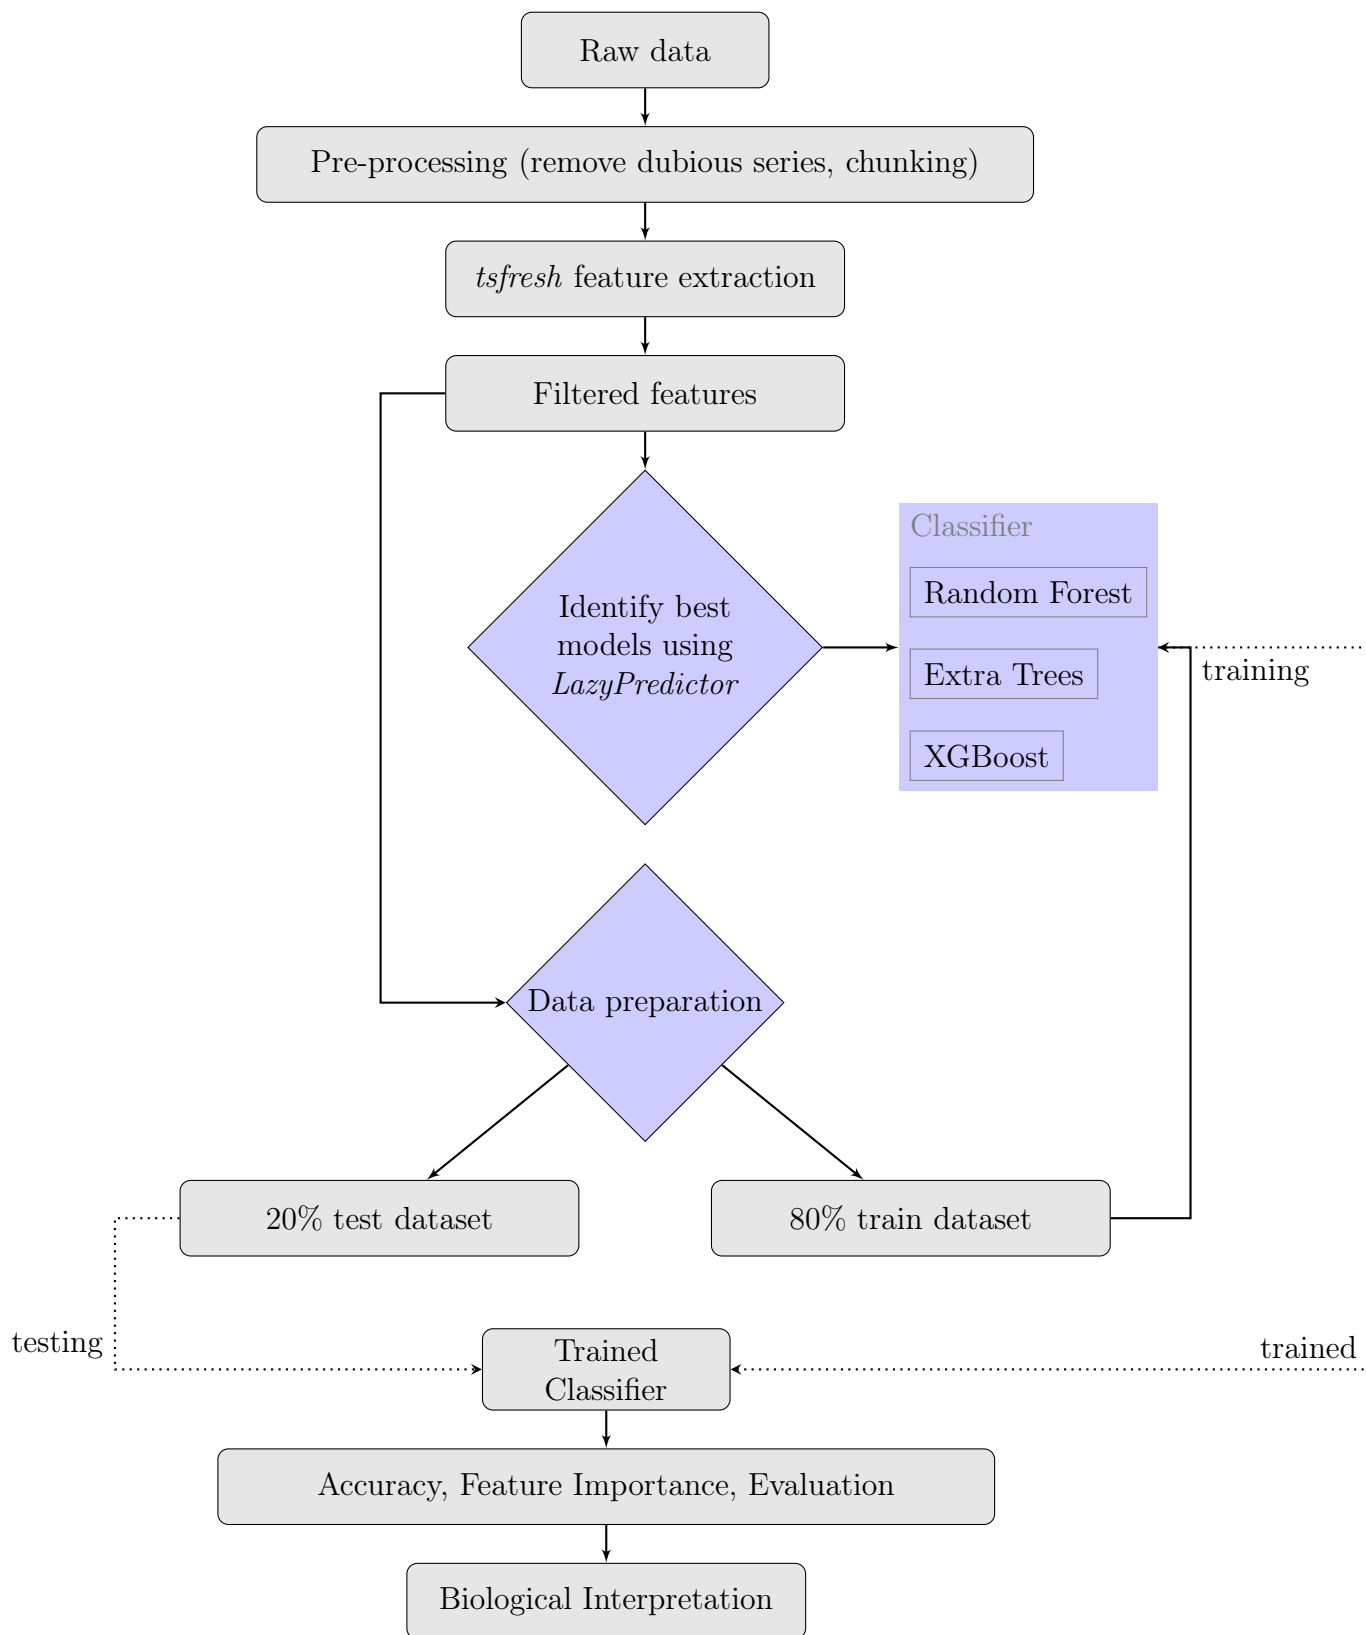 Raw data
Pre-processing (remove dubious series, chunking)
tsfresh feature extraction
Filtered features
Identify best
models using
LazyPredictor
Classifier
Random Forest
Extra Trees
XGBoost
training
Data preparation
20% test dataset
80% train dataset
testing
Trained
Classifier
trained
Accuracy, Feature Importance, Evaluation
Biological Interpretation